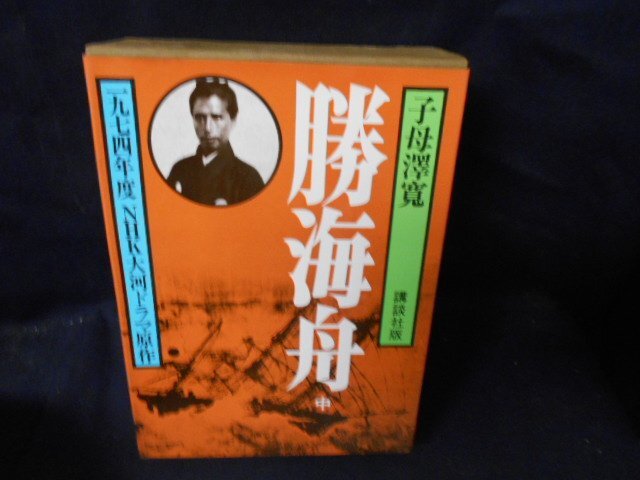 子母澤寛
講談社版
勝海舟
中
一九七四年度 NHK大河ドラマ原作